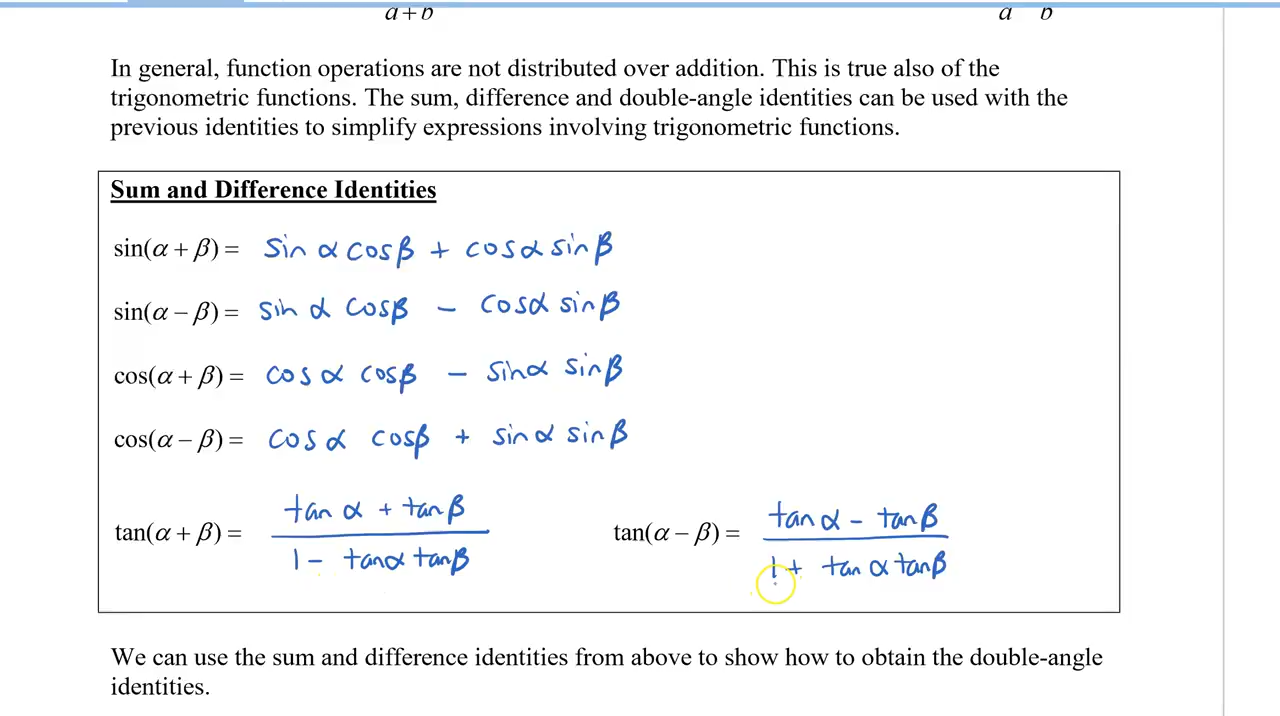 a + b a b
In general, function operations are not distributed over addition. This is true also of the
trigonometric functions. The sum, difference and double-angle identities can be used with the
previous identities to simplify expressions involving trigonometric functions.
Sum and Difference Identities
sin(α + β) = sin α cos β + cos α sin β
sin(α − β) = sin α cos β − cos α sin β
cos(α + β) = cos α cos β − sin α sin β
cos(α − β) = cos α cos β + sin α sin β
tan α + tan β tan α − tan β
tan(α + β) = tan(α − β) =
1 − tan α tan β 1 + tan α tan β
We can use the sum and difference identities from above to show how to obtain the double-angle
identities.